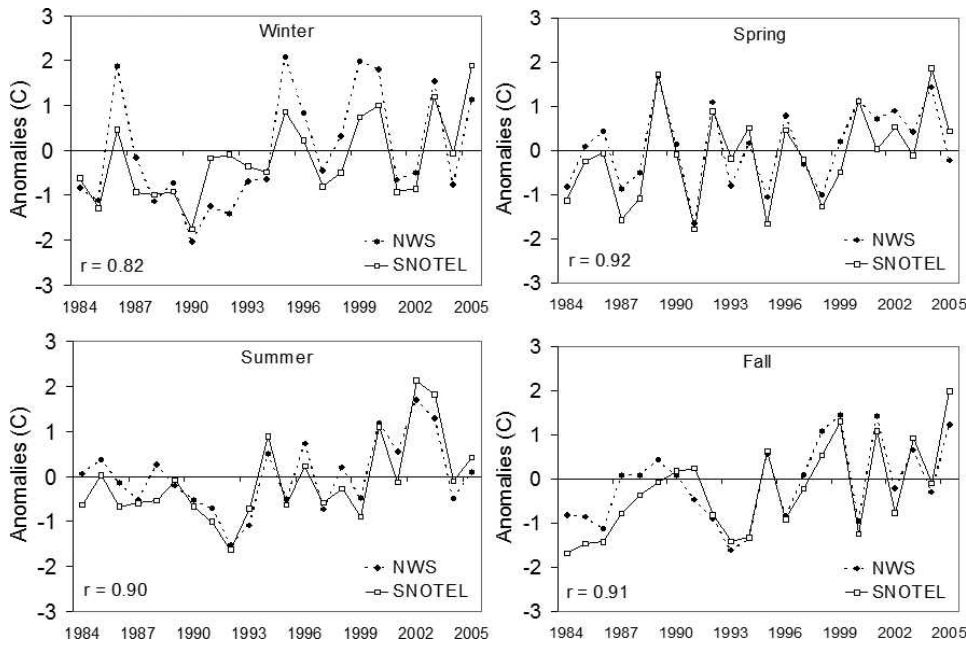 Winter
Anomalies (C)
3
2
1
0
-1
-2
-3
NWS
SNOTEL
r = 0.82
1984 1987 1990 1993 1996 1999 2002 2005
Spring
Anomalies (C)
3
2
1
0
-1
-2
-3
NWS
SNOTEL
r = 0.92
1984 1987 1990 1993 1996 1999 2002 2005
Summer
Anomalies (C)
3
2
1
0
-1
-2
-3
NWS
SNOTEL
r = 0.90
1984 1987 1990 1993 1996 1999 2002 2005
Fall
Anomalies (C)
3
2
1
0
-1
-2
-3
NWS
SNOTEL
r = 0.91
1984 1987 1990 1993 1996 1999 2002 2005